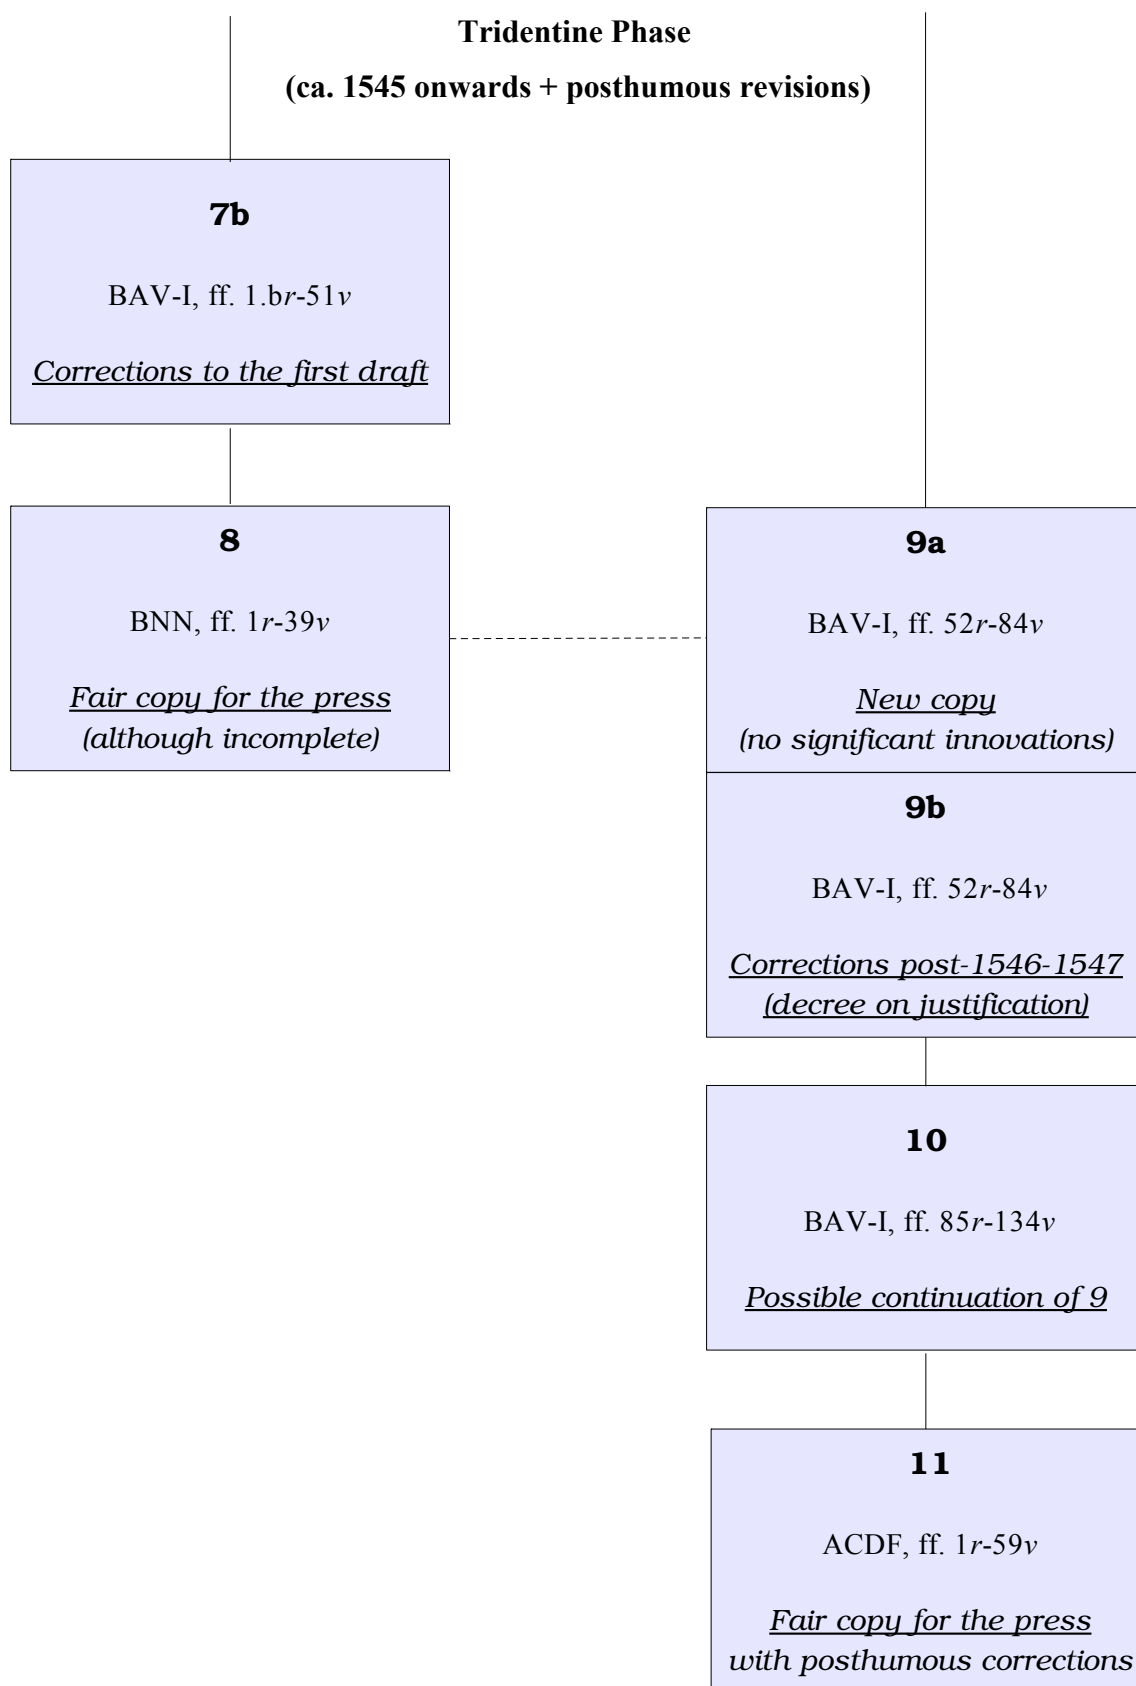 Tridentine Phase
(ca. 1545 onwards + posthumous revisions)
7b
BAV-I, ff. 1.br-51v
Corrections to the first draft
8
BNN, ff. 1r-39v
Fair copy for the press
(although incomplete)
9a
BAV-I, ff. 52r-84v
New copy
(no significant innovations)
9b
BAV-I, ff. 52r-84v
Corrections post-1546-1547
(decree on justification)
10
BAV-I, ff. 85r-134v
Possible continuation of 9
11
ACDF, ff. 1r-59v
Fair copy for the press
with posthumous corrections